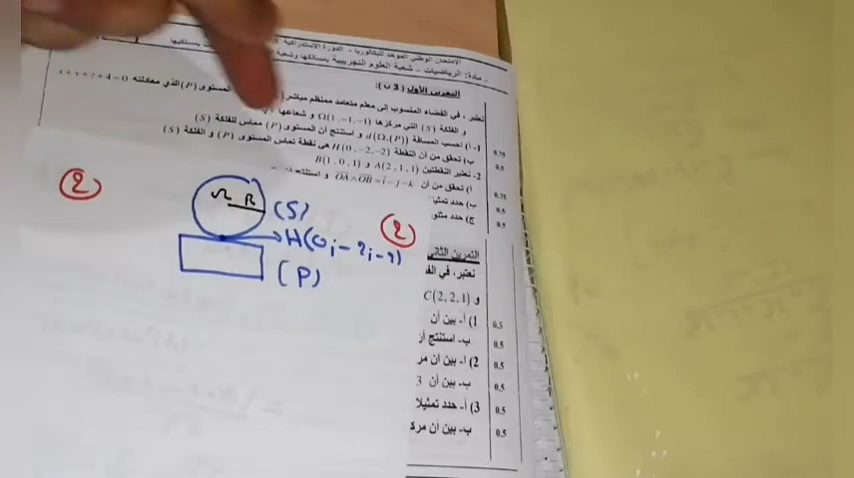 الامتحان الوطني الموحد للبكالوريا - الدورة الاستدراكية
- مادة: الرياضيات - شعبة العلوم التجريبية بمسالكها وشعبة
التمرين الأول (3 ن):
نعتبر، في الفضاء المنسوب إلى معلم متعامد ممنظم مباشر المستوى (P) الذي معادلته x+y+z+4=0
و الفلكة (S) التي مركزها Ω(1,-1,-1) و شعاعها
0.75 1- أ) احسب المسافة d(Ω,(P)) و استنتج أن المستوى (P) مماس للفلكة (S)
0.5 ب) تحقق من أن النقطة H(0,-2,-2) هي نقطة تماس المستوى (P) و الفلكة (S)
2- نعتبر النقطتين A(2,1,1) و B(1,0,1)
0.75 أ) تحقق من أن OA∧OB=i-j-k و استنتج
0.5 ب) حدد تمثيلا
0.5 ج) حدد مثلو
② Ω R (S)
②
H(0,-2,-2)
(P)
التمرين الثاني
نعتبر، في الف
و C(2,2,1)
0.5 1) أ- بين أن
0.5 ب- استنتج أن
0.5 2) أ- بين أن مر
0.5 ب- بين أن 3
0.5 3) أ- حدد تمثيلا
0.5 ب- بين أن مرك